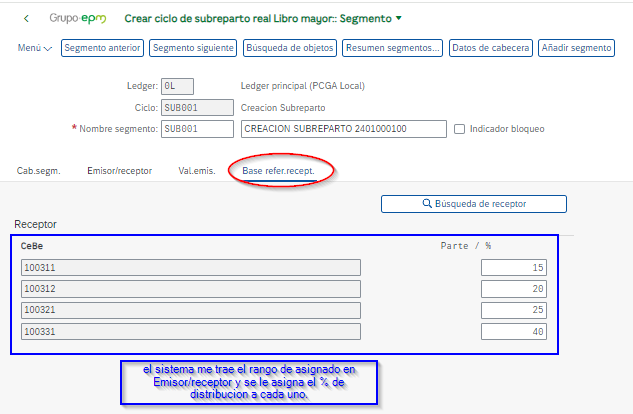 Grupo·epm Crear ciclo de subreparto real Libro mayor:: Segmento
Menú Segmento anterior Segmento siguiente Búsqueda de objetos Resumen segmentos... Datos de cabecera Añadir segmento
Ledger: 0L Ledger principal (PCGA Local)
Ciclo: SUB001 Creacion Subreparto
* Nombre segmento: SUB001 CREACION SUBREPARTO 2401000100 Indicador bloqueo
Cab.segm. Emisor/receptor Val.emis. Base refer.recept.
Búsqueda de receptor
Receptor
CeBe Parte / %
100311 15
100312 20
100321 25
100331 40
el sistema me trae el rango de asignado en
Emisor/receptor y se le asigna el % de
distribucion a cada uno.